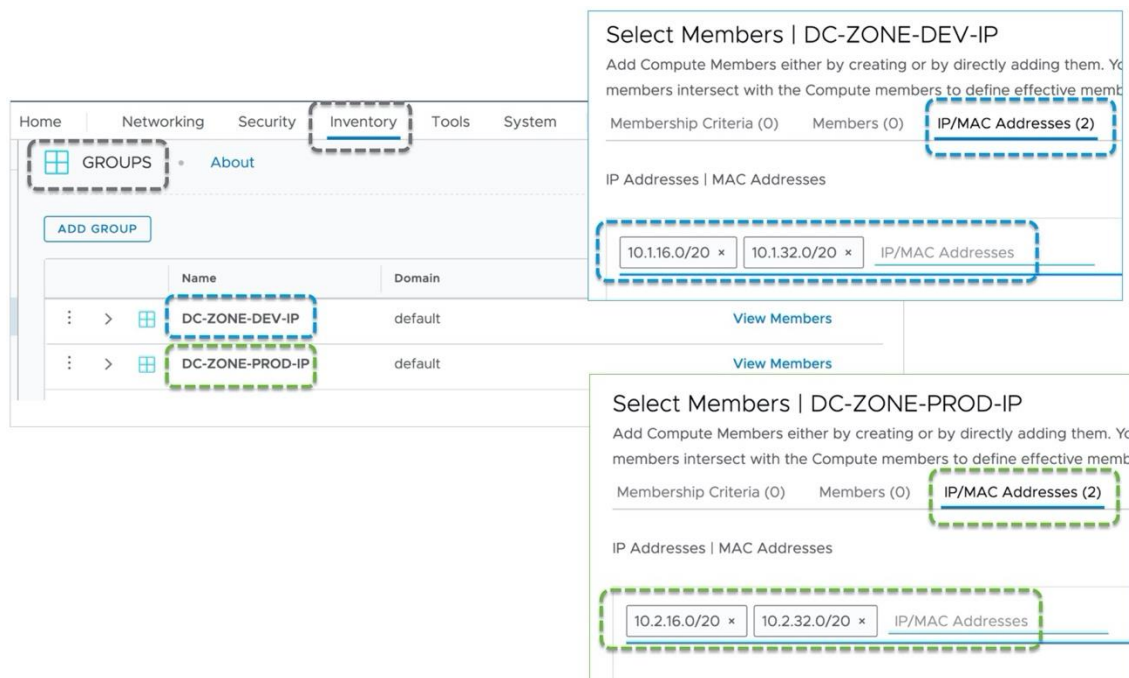 Home Networking Security Inventory Tools System
GROUPS • About
ADD GROUP
Name Domain
DC-ZONE-DEV-IP default View Members
DC-ZONE-PROD-IP default View Members
Select Members | DC-ZONE-DEV-IP
Add Compute Members either by creating or by directly adding them. Yo
members intersect with the Compute members to define effective memb
Membership Criteria (0) Members (0) IP/MAC Addresses (2)
IP Addresses | MAC Addresses
10.1.16.0/20 × 10.1.32.0/20 × IP/MAC Addresses
Select Members | DC-ZONE-PROD-IP
Add Compute Members either by creating or by directly adding them. Yo
members intersect with the Compute members to define effective memb
Membership Criteria (0) Members (0) IP/MAC Addresses (2)
IP Addresses | MAC Addresses
10.2.16.0/20 × 10.2.32.0/20 × IP/MAC Addresses